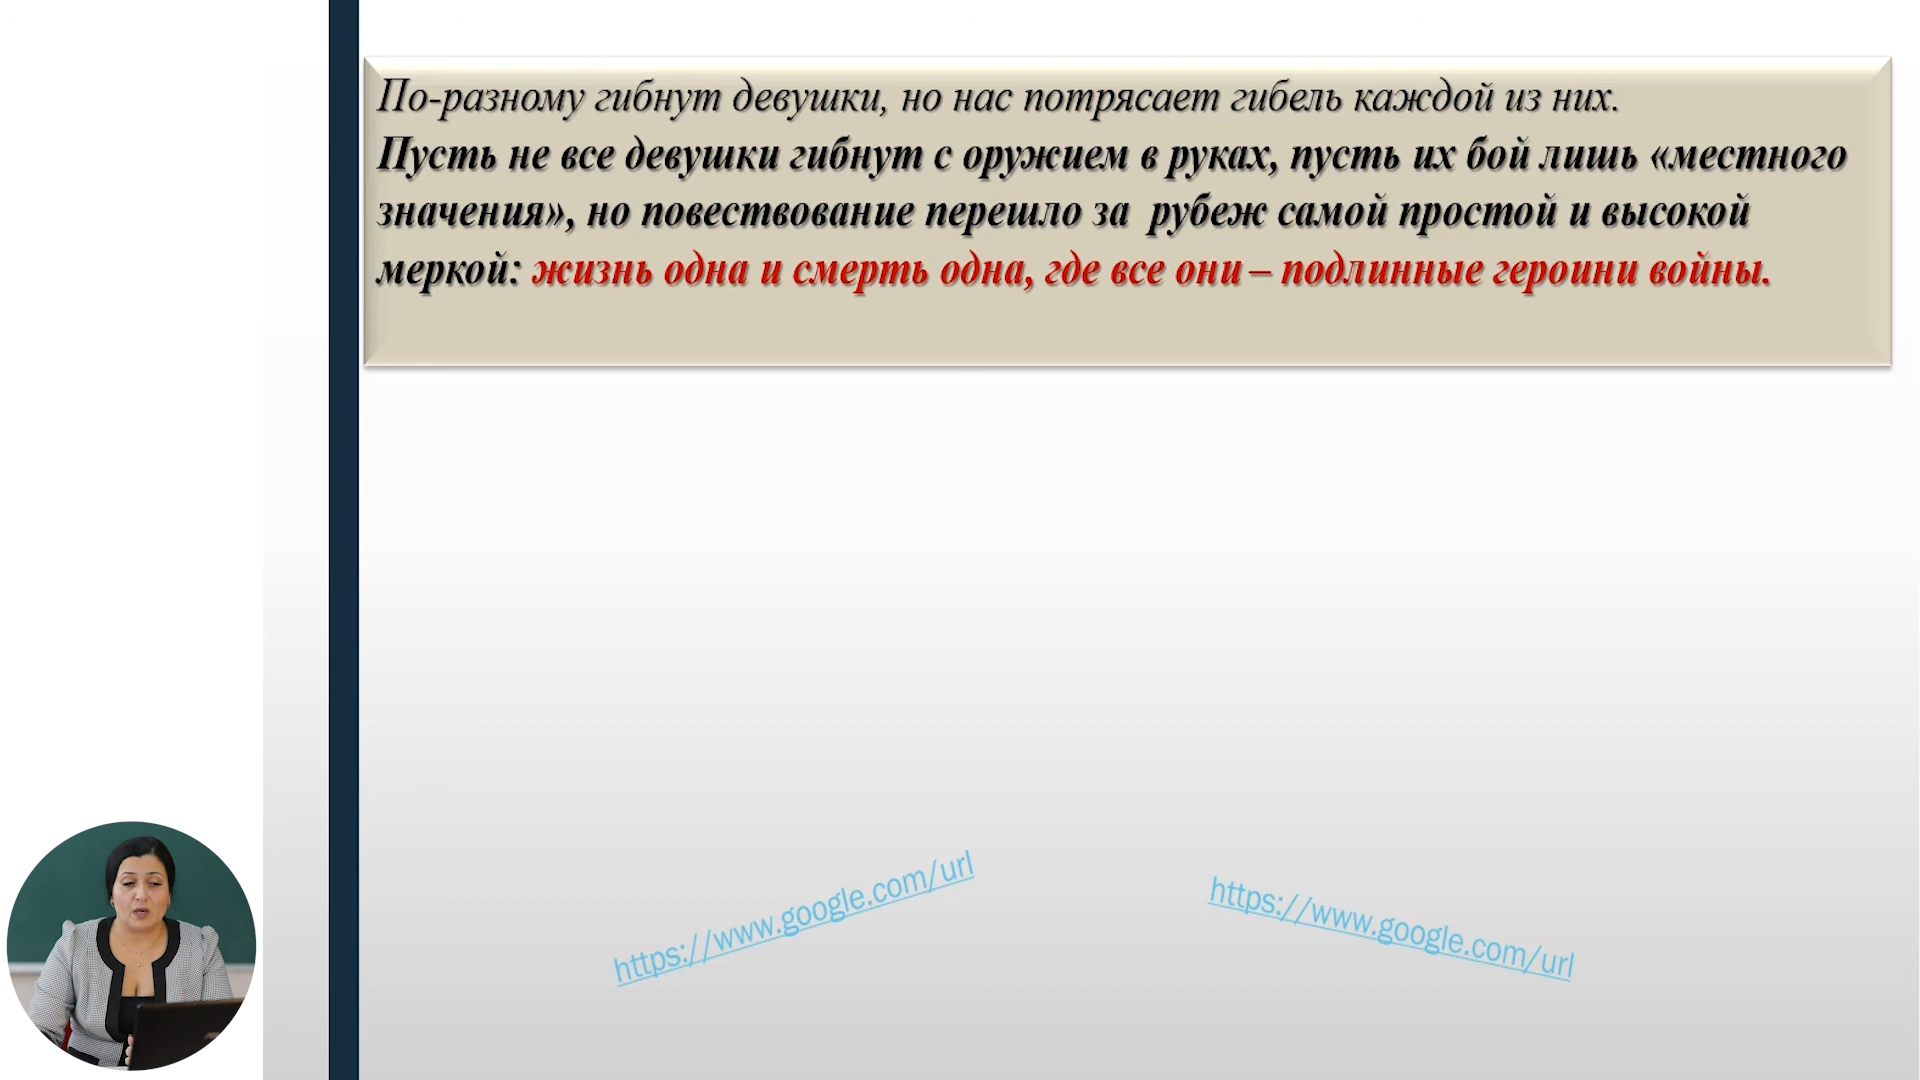 По-разному гибнут девушки, но нас потрясает гибель каждой из них.
Пусть не все девушки гибнут с оружием в руках, пусть их бой лишь «местного
значения», но повествование перешло за рубеж самой простой и высокой
меркой: жизнь одна и смерть одна, где все они – подлинные героини войны.
https://www.google.com/url
https://www.google.com/url